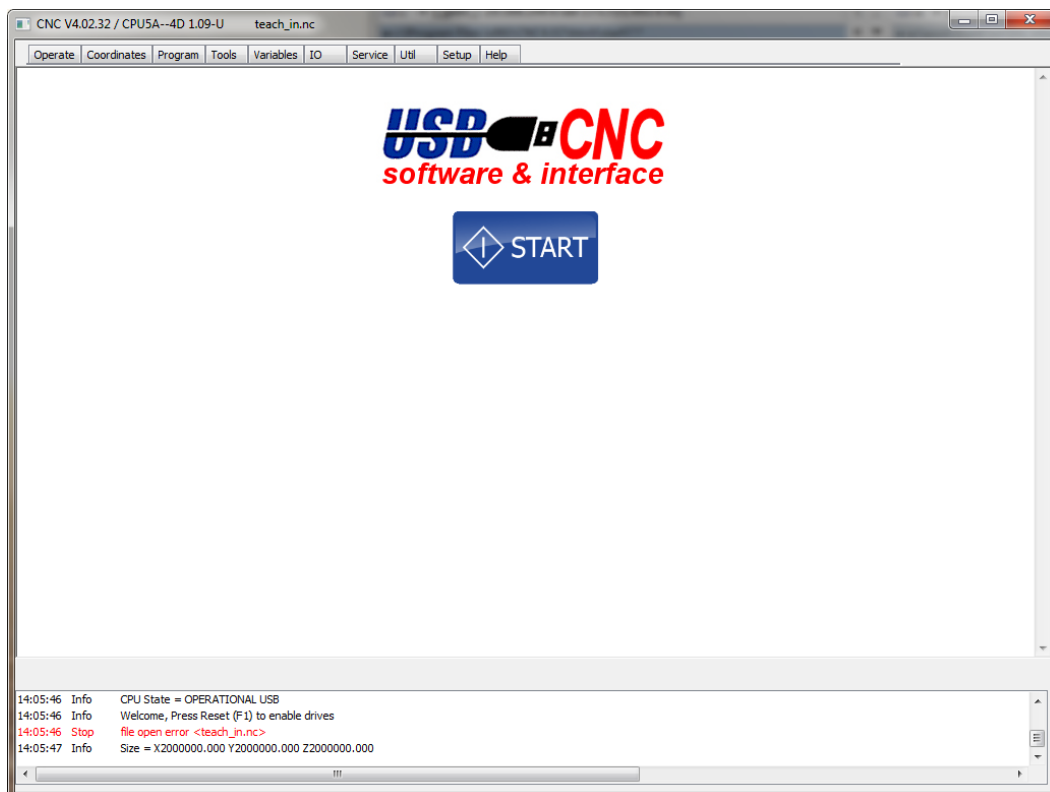 CNC V4.02.32 / CPU5A--4D 1.09-U teach_in.nc
Operate Coordinates Program Tools Variables IO Service Util Setup Help
USB CNC
software & interface
START
14:05:46 Info CPU State = OPERATIONAL USB
14:05:46 Info Welcome, Press Reset (F1) to enable drives
14:05:46 Stop file open error <teach_in.nc>
14:05:47 Info Size = X2000000.000 Y2000000.000 Z2000000.000